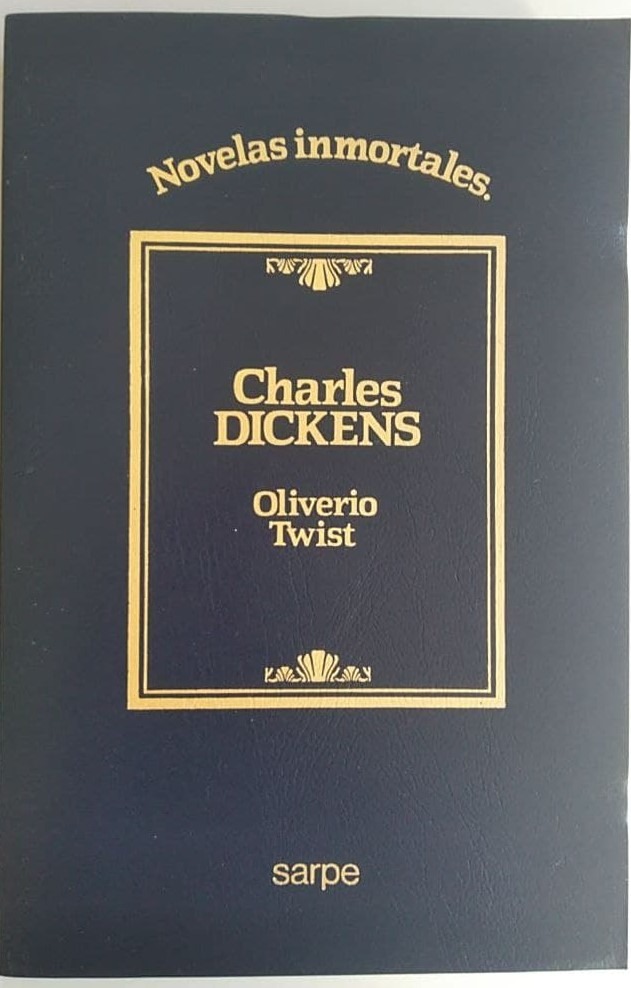 Novelas inmortales.
Charles
DICKENS
Oliverio
Twist
sarpe